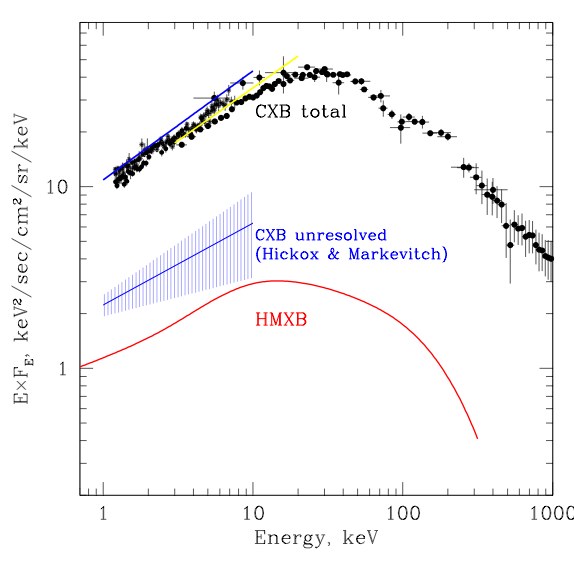 CXB total
10
CXB unresolved
(Hickox & Markevitch)
HMXB
1
E×F_E, keV²/sec/cm²/sr/keV
1 10 100 1000
Energy, keV